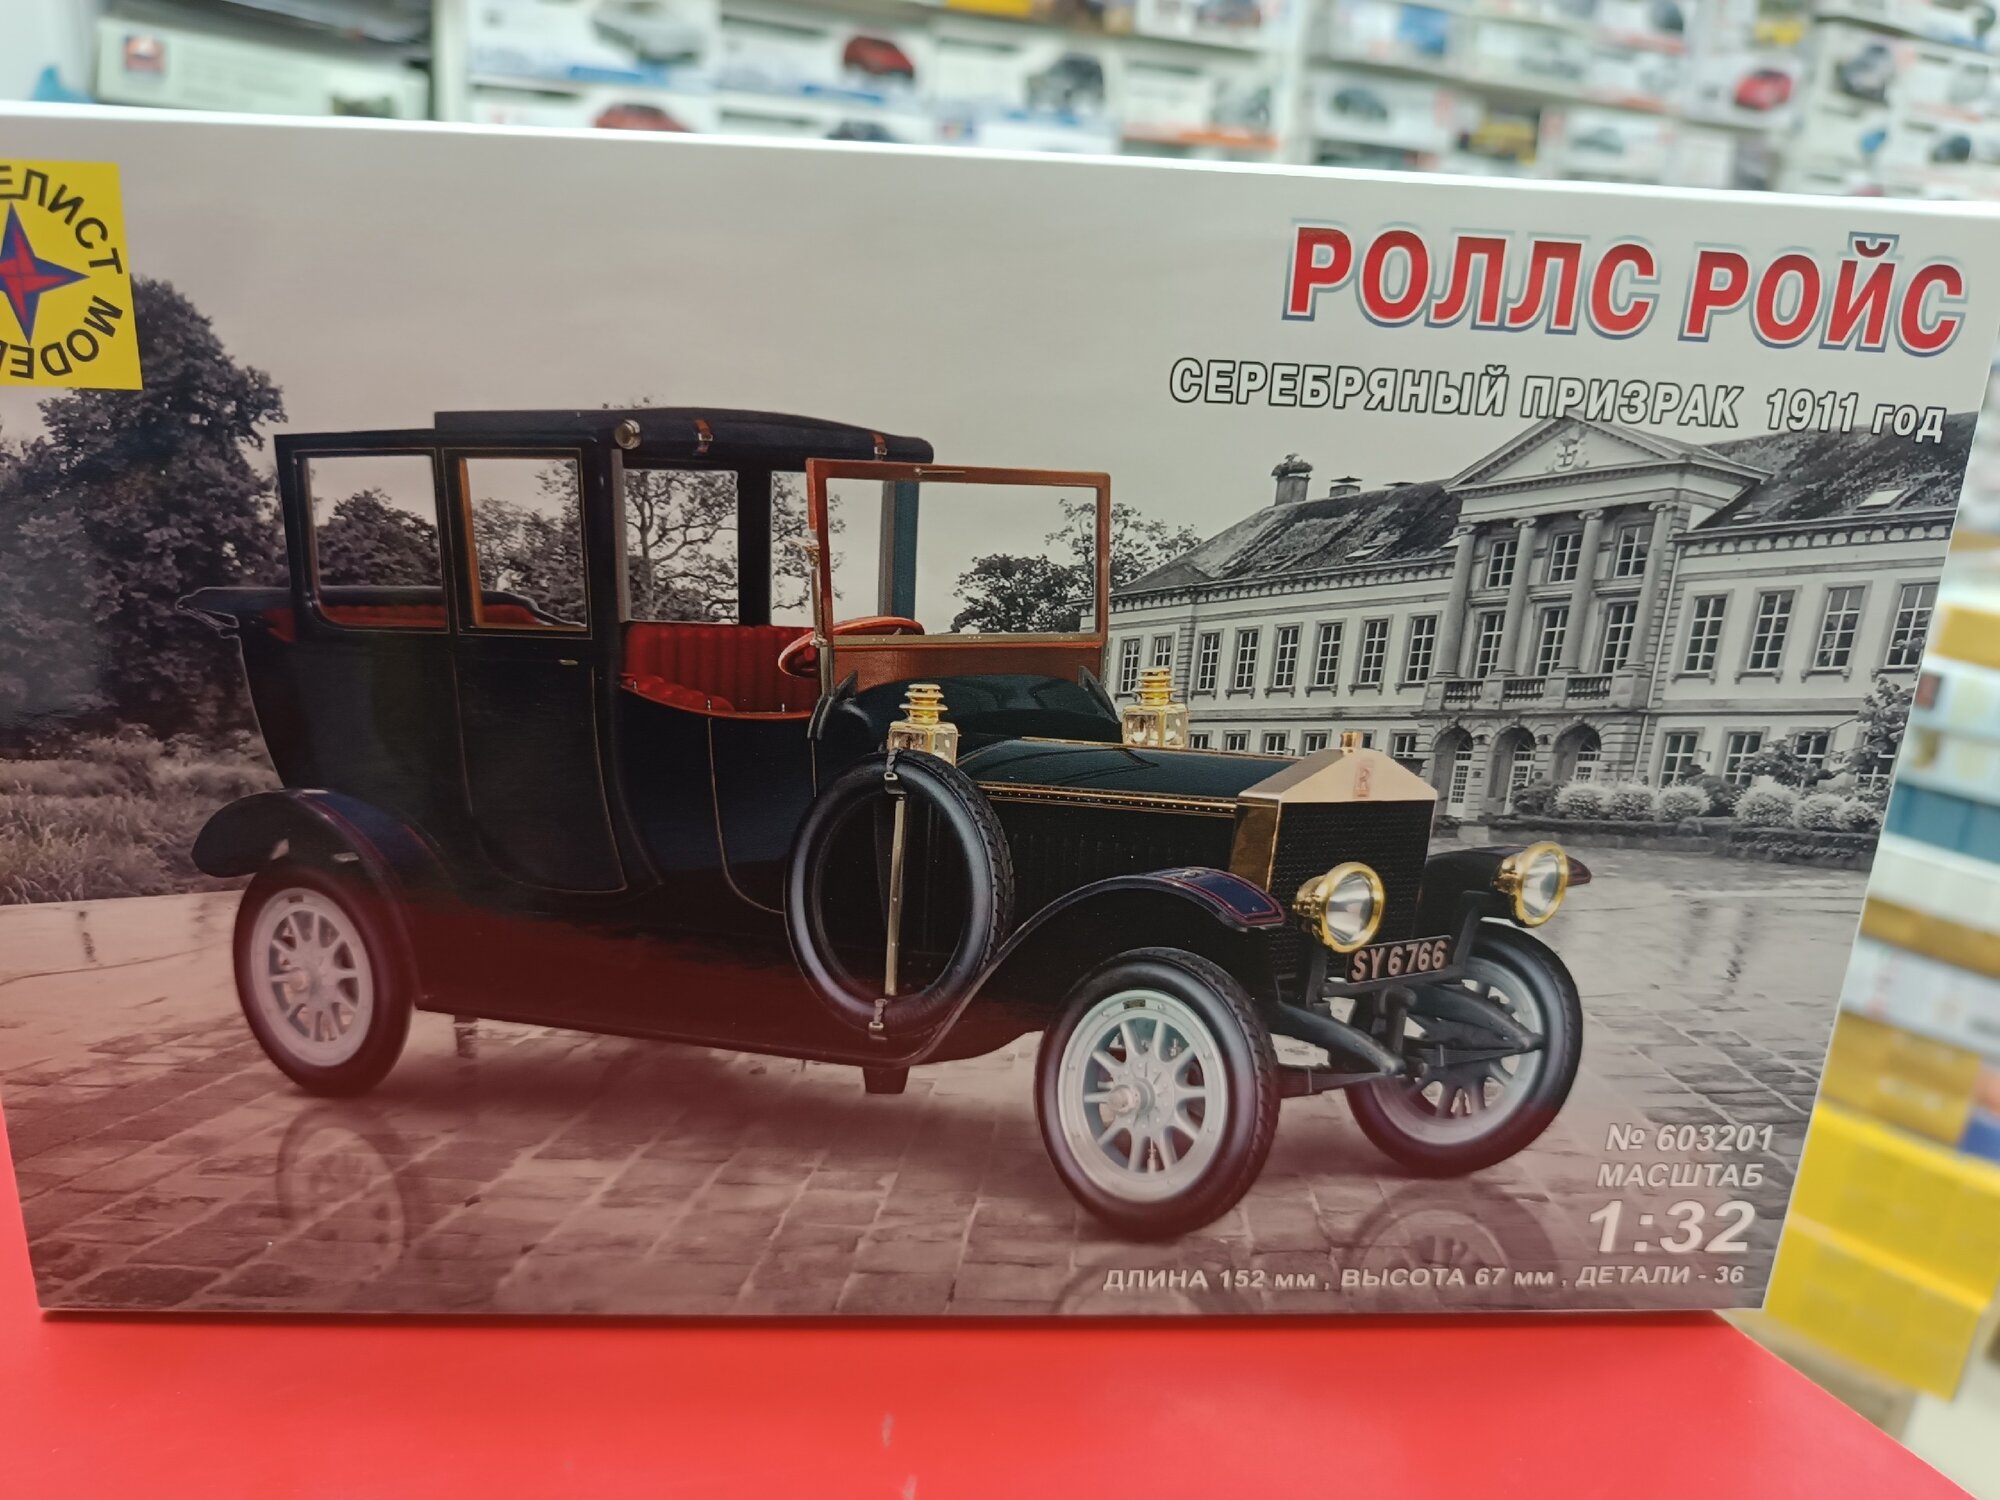 РОЛЛС РОЙС
СЕРЕБРЯНЫЙ ПРИЗРАК 1911 год
SY 6766
№ 603201
МАСШТАБ
1:32
ДЛИНА 152 мм , ВЫСОТА 67 мм , ДЕТАЛИ - 36